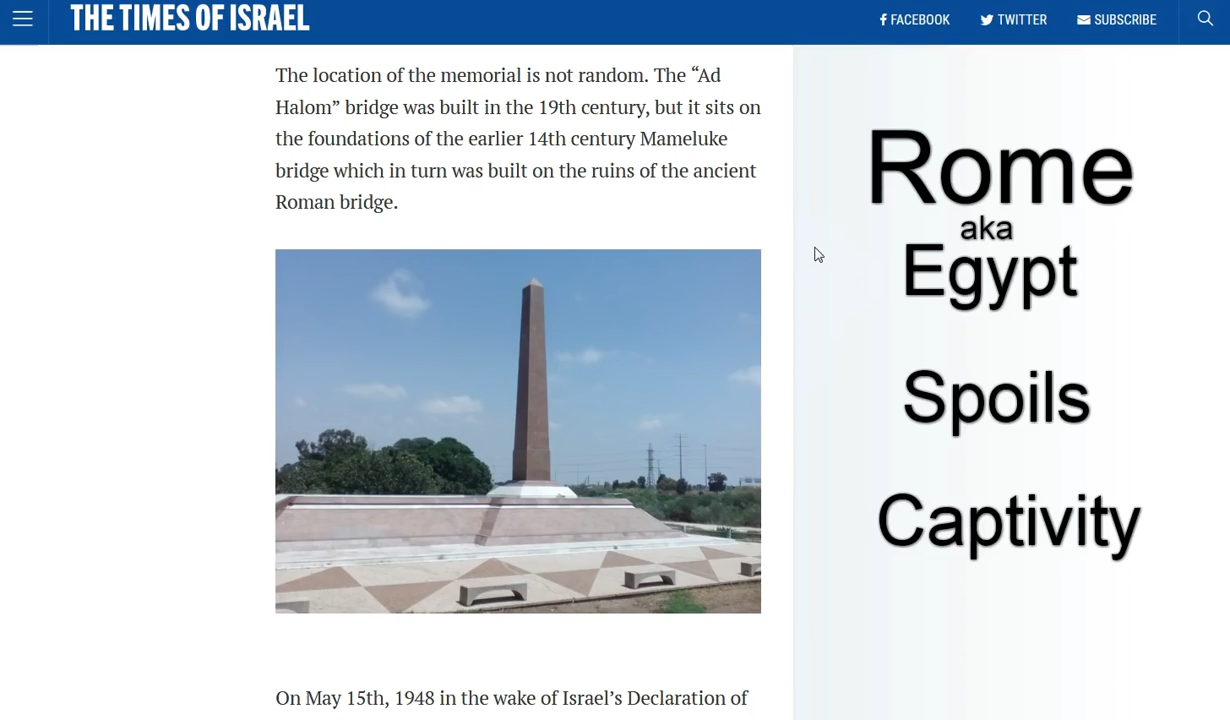 THE TIMES OF ISRAEL
FACEBOOK
TWITTER
SUBSCRIBE
The location of the memorial is not random. The “Ad
Halom” bridge was built in the 19th century, but it sits on
the foundations of the earlier 14th century Mameluke
bridge which in turn was built on the ruins of the ancient
Roman bridge.
Rome
aka
Egypt
Spoils
Captivity
On May 15th, 1948 in the wake of Israel’s Declaration of